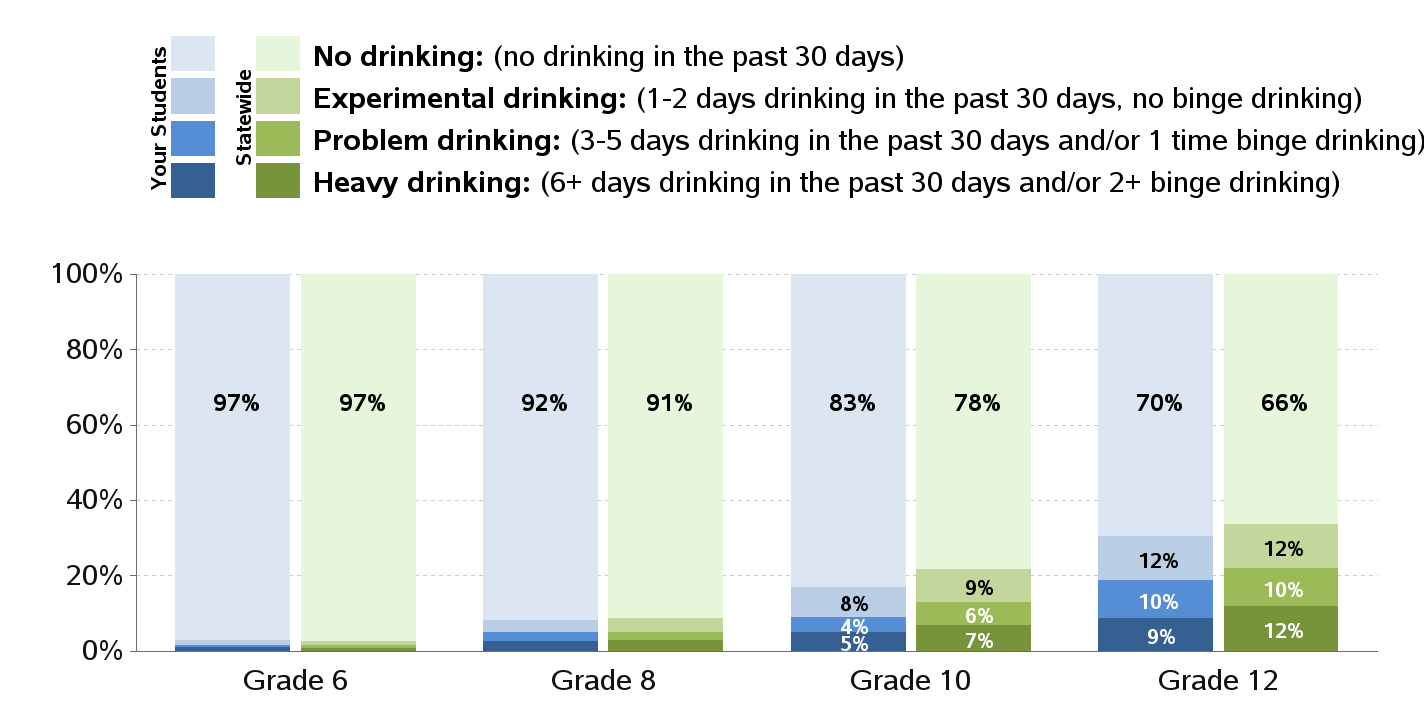 Your Students
Statewide
No drinking: (no drinking in the past 30 days)
Experimental drinking: (1-2 days drinking in the past 30 days, no binge drinking)
Problem drinking: (3-5 days drinking in the past 30 days and/or 1 time binge drinking)
Heavy drinking: (6+ days drinking in the past 30 days and/or 2+ binge drinking)
100%
80%
60%
40%
20%
0%
97% 97% 92% 91% 83% 78% 70% 66%
8% 9% 12% 12%
4% 6% 10% 10%
5% 7% 9% 12%
Grade 6 Grade 8 Grade 10 Grade 12